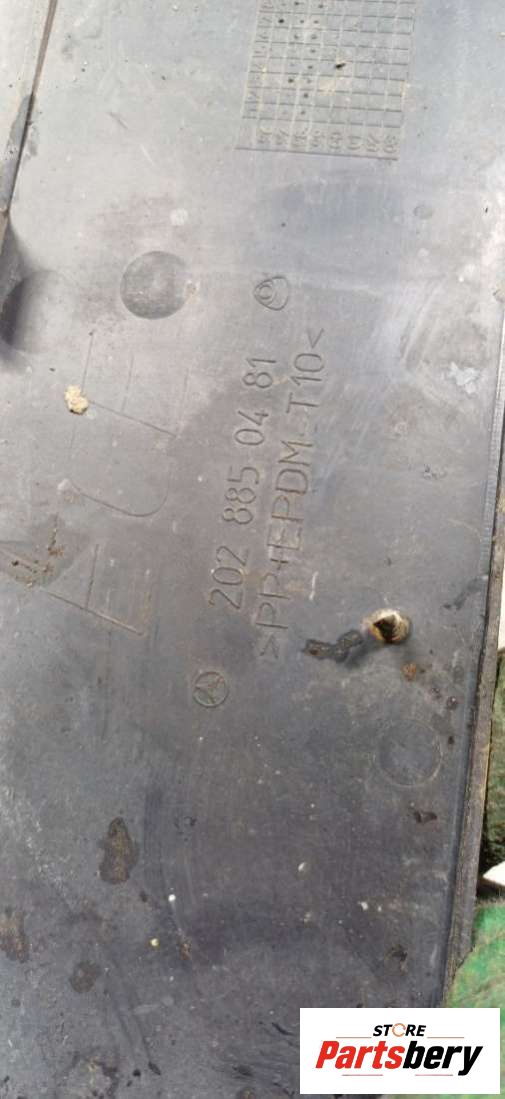 202 885 04 81
>PP+EPDM-T10<
STORE
Partsbery